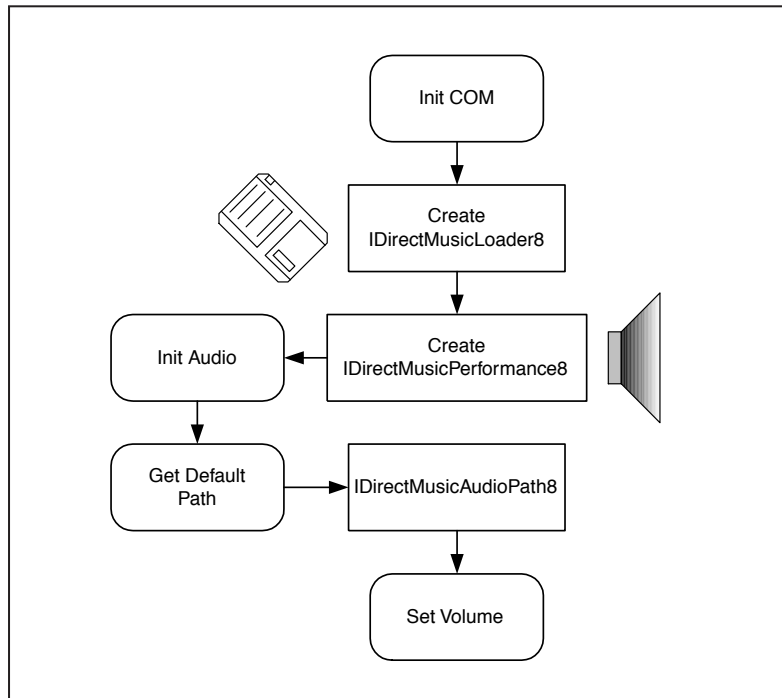 Init COM
Create
IDirectMusicLoader8
Create
IDirectMusicPerformance8
Init Audio
Get Default
Path
IDirectMusicAudioPath8
Set Volume